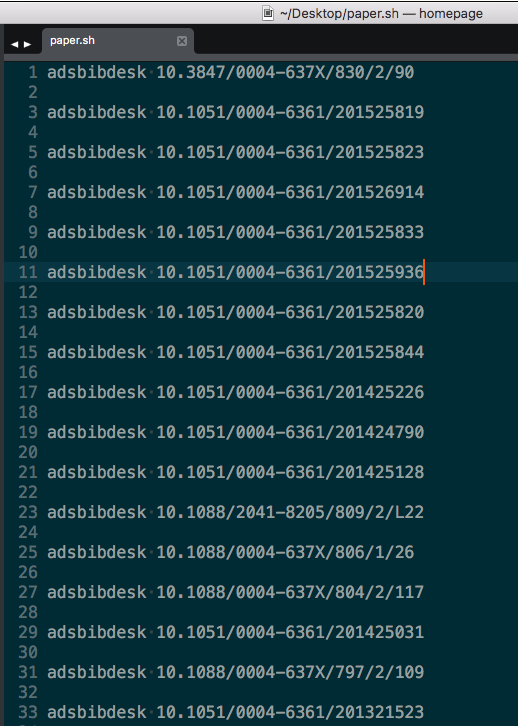 ~/Desktop/paper.sh — homepage
paper.sh
1 adsbibdesk 10.3847/0004-637X/830/2/90
2
3 adsbibdesk 10.1051/0004-6361/201525819
4
5 adsbibdesk 10.1051/0004-6361/201525823
6
7 adsbibdesk 10.1051/0004-6361/201526914
8
9 adsbibdesk 10.1051/0004-6361/201525833
10
11 adsbibdesk 10.1051/0004-6361/201525936
12
13 adsbibdesk 10.1051/0004-6361/201525820
14
15 adsbibdesk 10.1051/0004-6361/201525844
16
17 adsbibdesk 10.1051/0004-6361/201425226
18
19 adsbibdesk 10.1051/0004-6361/201424790
20
21 adsbibdesk 10.1051/0004-6361/201425128
22
23 adsbibdesk 10.1088/2041-8205/809/2/L22
24
25 adsbibdesk 10.1088/0004-637X/806/1/26
26
27 adsbibdesk 10.1088/0004-637X/804/2/117
28
29 adsbibdesk 10.1051/0004-6361/201425031
30
31 adsbibdesk 10.1088/0004-637X/797/2/109
32
33 adsbibdesk 10.1051/0004-6361/201321523